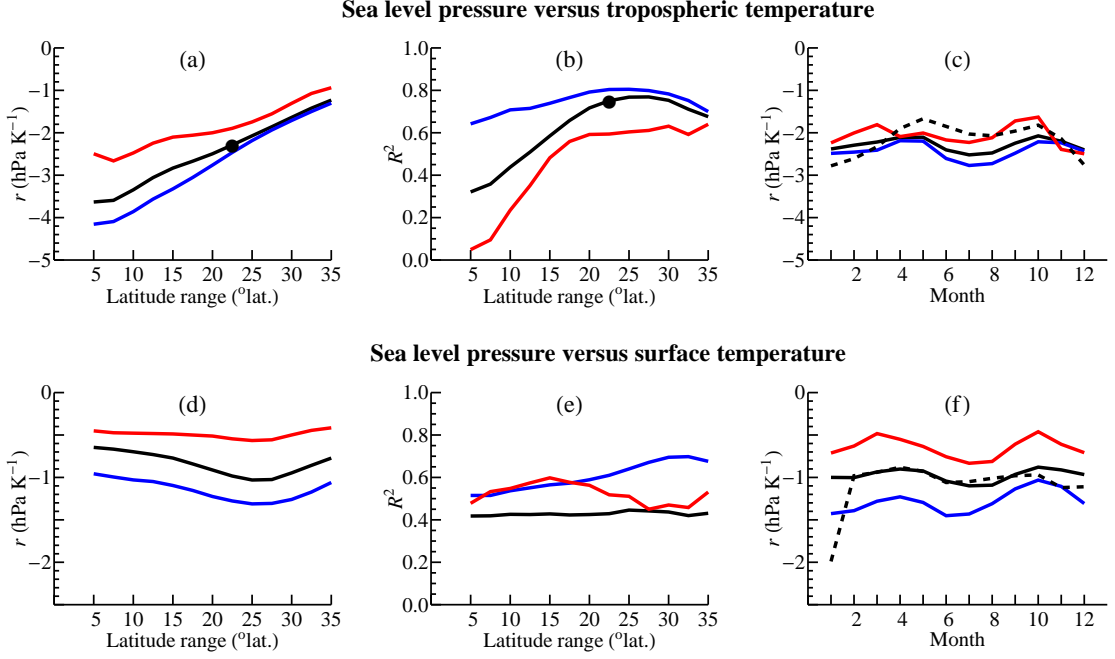 Sea level pressure versus tropospheric temperature
(a)
0
−1
−2
−3
−4
−5
r (hPa K⁻¹)
5 10 15 20 25 30 35
Latitude range (°lat.)
(b)
1.0
0.8
0.6
0.4
0.2
0.0
R²
5 10 15 20 25 30 35
Latitude range (°lat.)
(c)
0
−1
−2
−3
−4
−5
r (hPa K⁻¹)
2 4 6 8 10 12
Month
Sea level pressure versus surface temperature
(d)
0
−1
−2
r (hPa K⁻¹)
5 10 15 20 25 30 35
Latitude range (°lat.)
(e)
1.0
0.8
0.6
0.4
0.2
0.0
R²
5 10 15 20 25 30 35
Latitude range (°lat.)
(f)
0
−1
−2
r (hPa K⁻¹)
2 4 6 8 10 12
Month